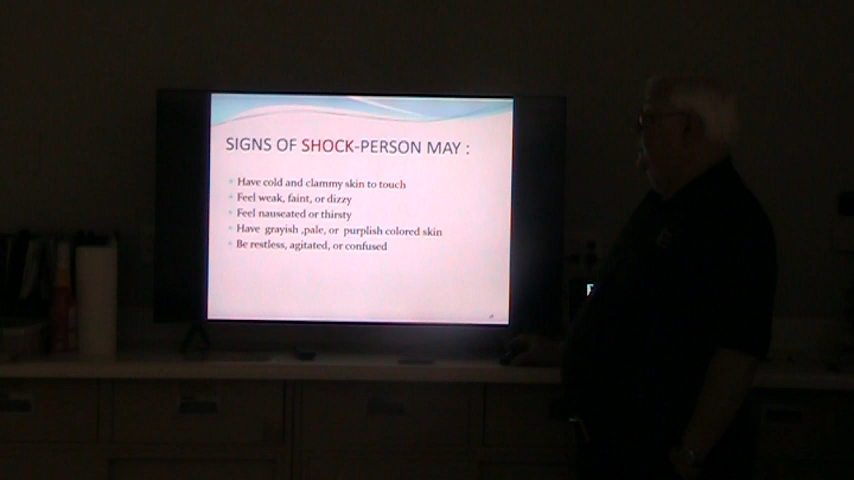 SIGNS OF SHOCK-PERSON MAY :
Have cold and clammy skin to touch
Feel weak, faint, or dizzy
Feel nauseated or thirsty
Have grayish ,pale, or purplish colored skin
Be restless, agitated, or confused